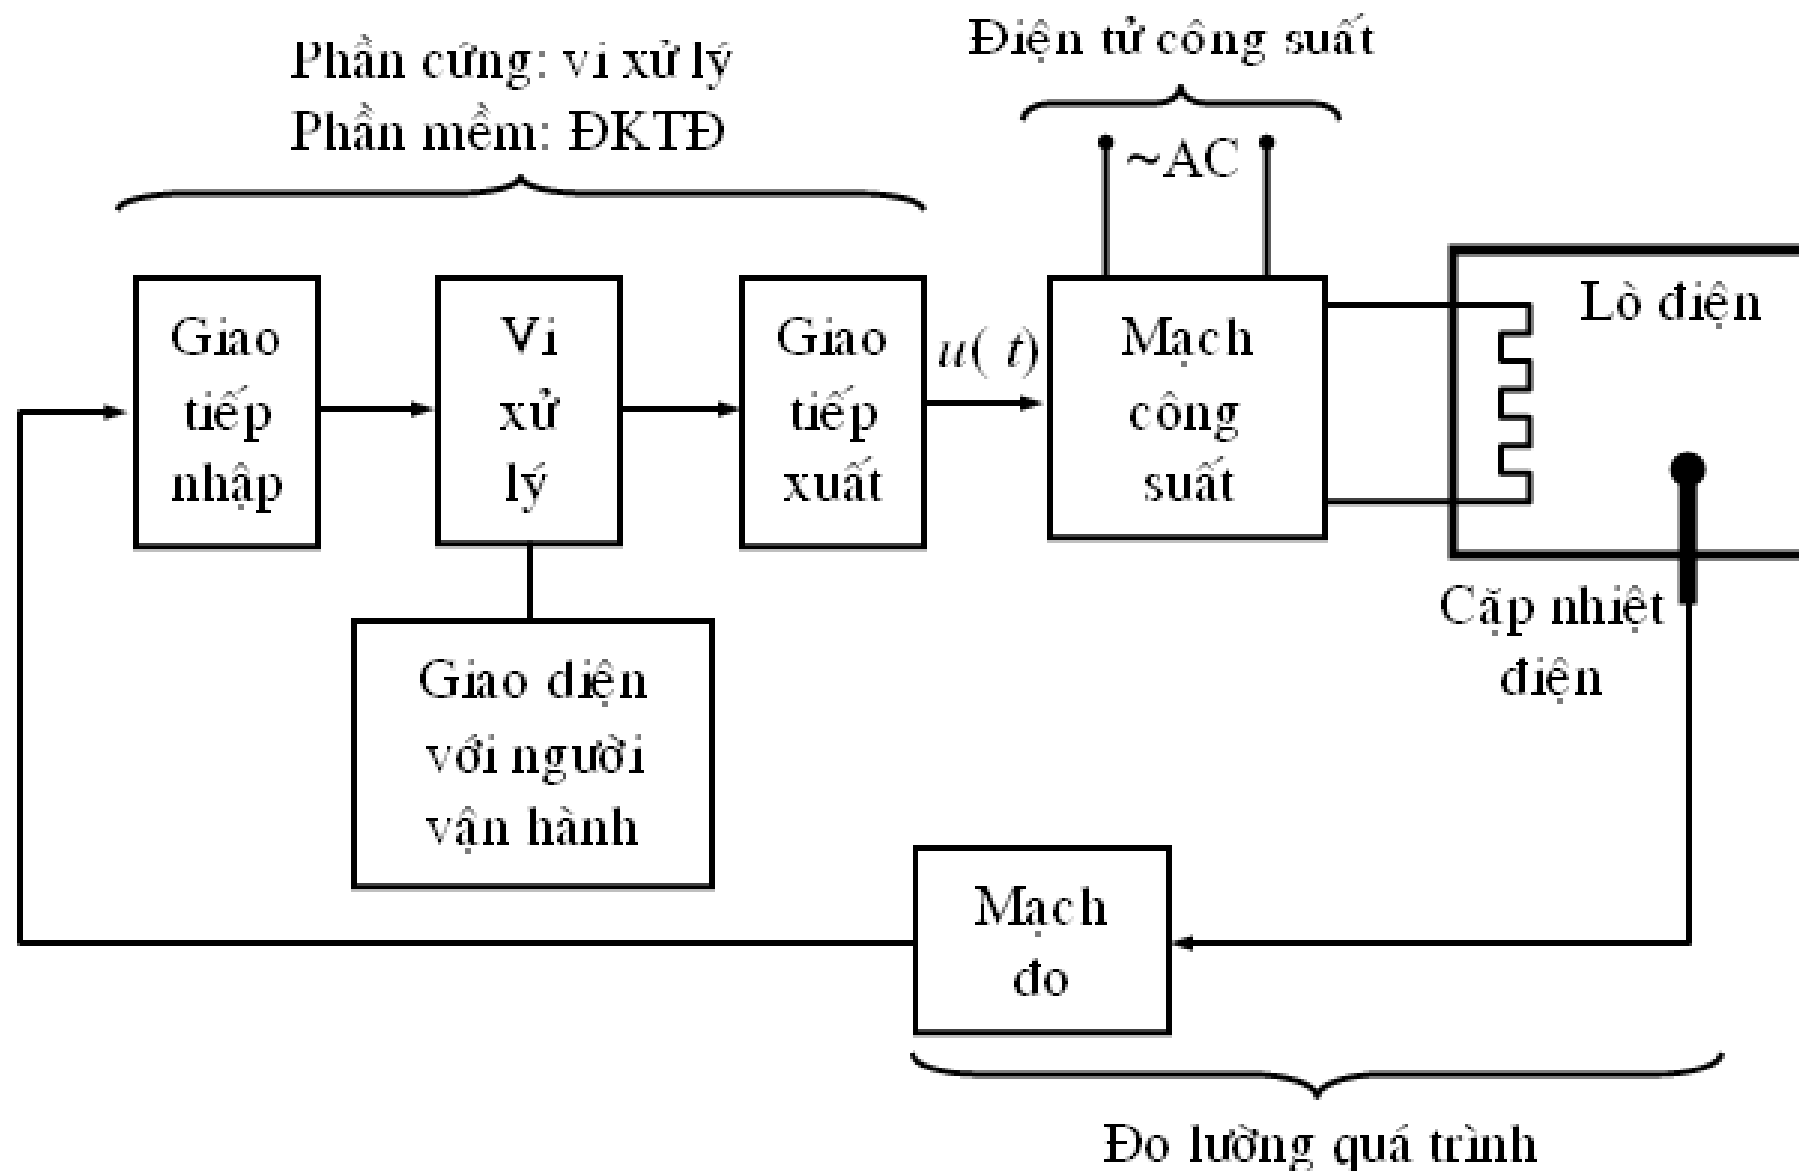 Phần cứng: vi xử lý
Phần mềm: ĐKTĐ
Điện tử công suất
~AC
Giao
tiếp
nhập
Vi
xử
lý
Giao
tiếp
xuất
u( t)
Mạch
công
suất
Lò điện
Cặp nhiệt
điện
Giao diện
với người
vận hành
Mạch
đo
Đo lường quá trình